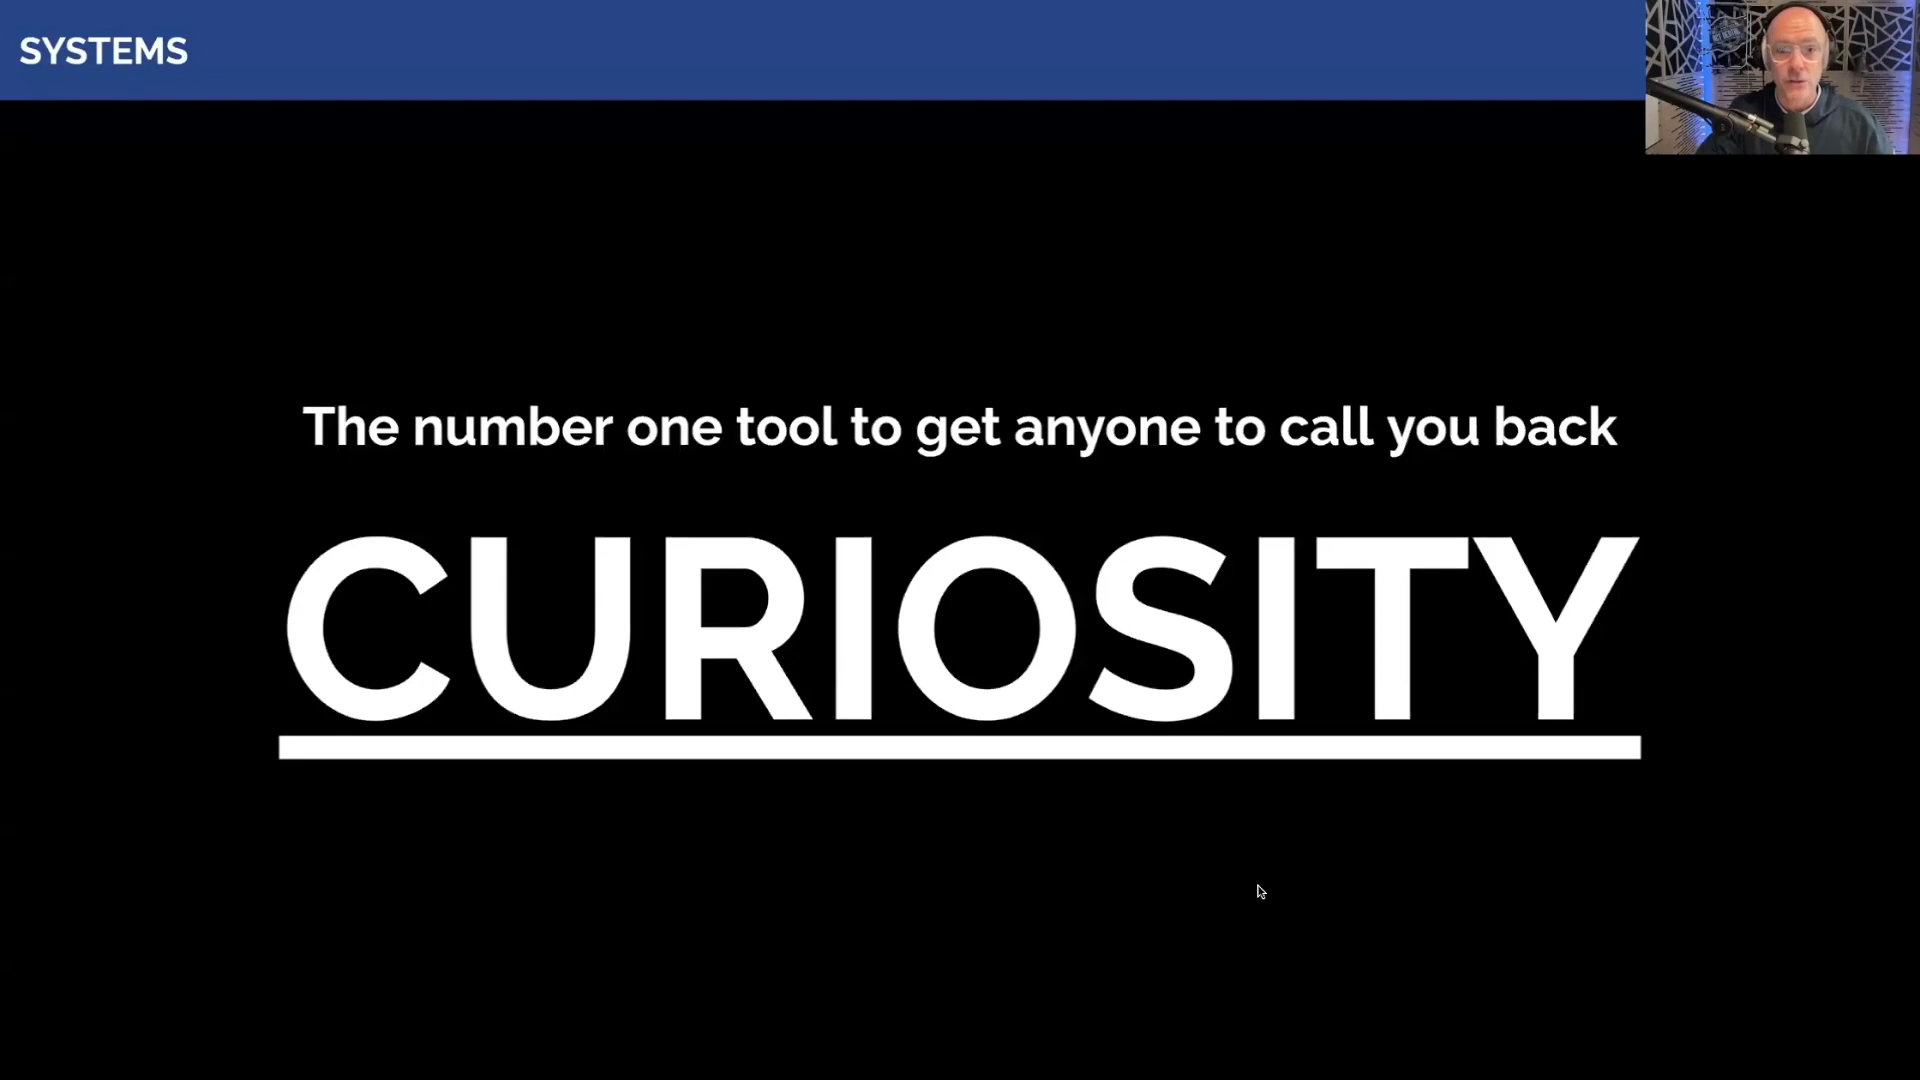 SYSTEMS
The number one tool to get anyone to call you back
CURIOSITY